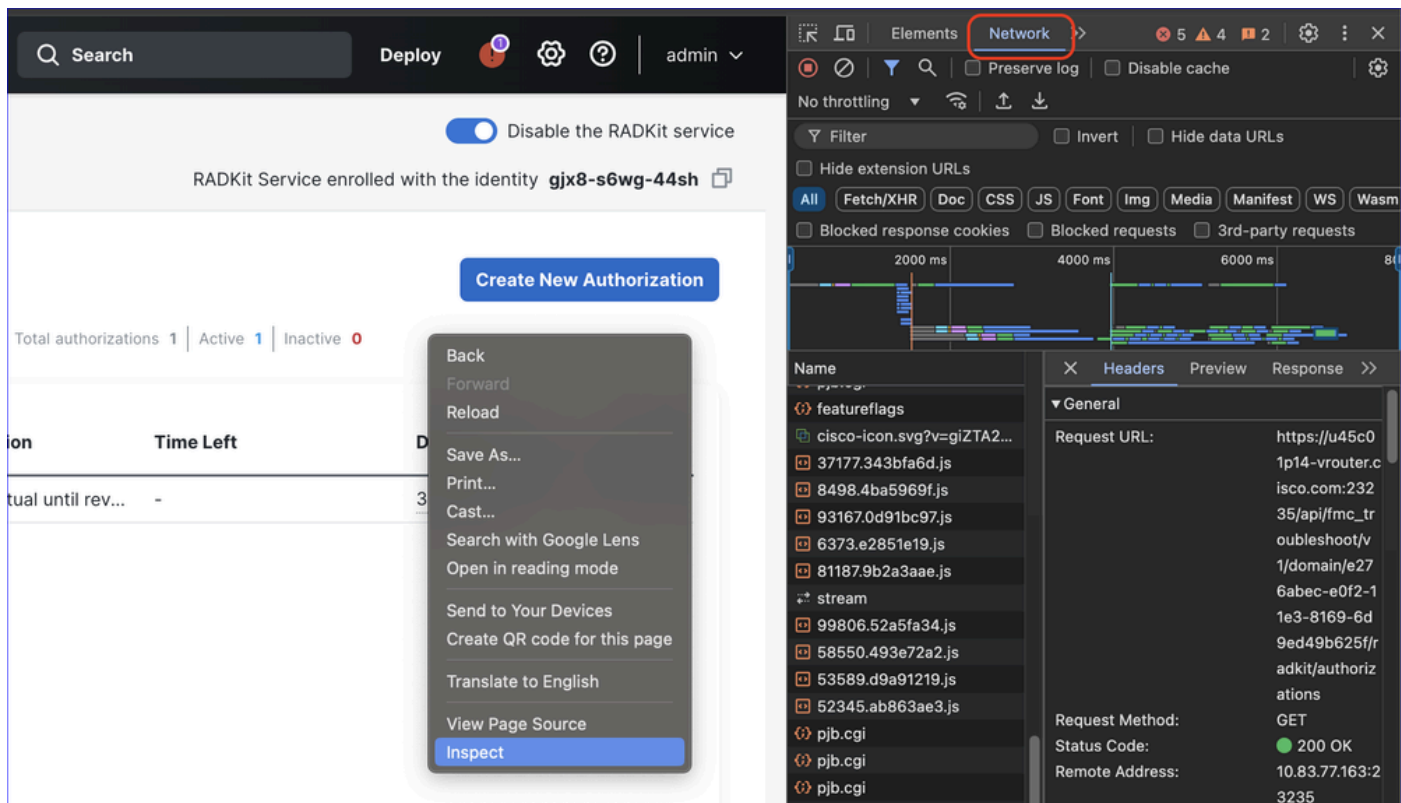 Search
Deploy
1
admin
Disable the RADKit service
RADKit Service enrolled with the identity gjx8-s6wg-44sh
Create New Authorization
Total authorizations 1 | Active 1 | Inactive 0
ion Time Left D
tual until rev... - 3
Back
Forward
Reload
Save As...
Print...
Cast...
Search with Google Lens
Open in reading mode
Send to Your Devices
Create QR code for this page
Translate to English
View Page Source
Inspect
Elements Network 5 4 2
Preserve log Disable cache
No throttling
Filter Invert Hide data URLs
Hide extension URLs
All Fetch/XHR Doc CSS JS Font Img Media Manifest WS Wasm
Blocked response cookies Blocked requests 3rd-party requests
2000 ms 4000 ms 6000 ms 80
Name
pjb.cgi
featureflags
cisco-icon.svg?v=giZTA2...
37177.343bfa6d.js
8498.4ba5969f.js
93167.0d91bc97.js
6373.e2851e19.js
81187.9b2a3aae.js
stream
99806.52a5fa34.js
58550.493e72a2.js
53589.d9a91219.js
52345.ab863ae3.js
pjb.cgi
pjb.cgi
pjb.cgi
Headers Preview Response
General
Request URL: https://u45c0
1p14-vrouter.c
isco.com:232
35/api/fmc_tr
oubleshoot/v
1/domain/e27
6abec-e0f2-1
1e3-8169-6d
9ed49b625f/r
adkit/authoriz
ations
Request Method: GET
Status Code: 200 OK
Remote Address: 10.83.77.163:2
3235